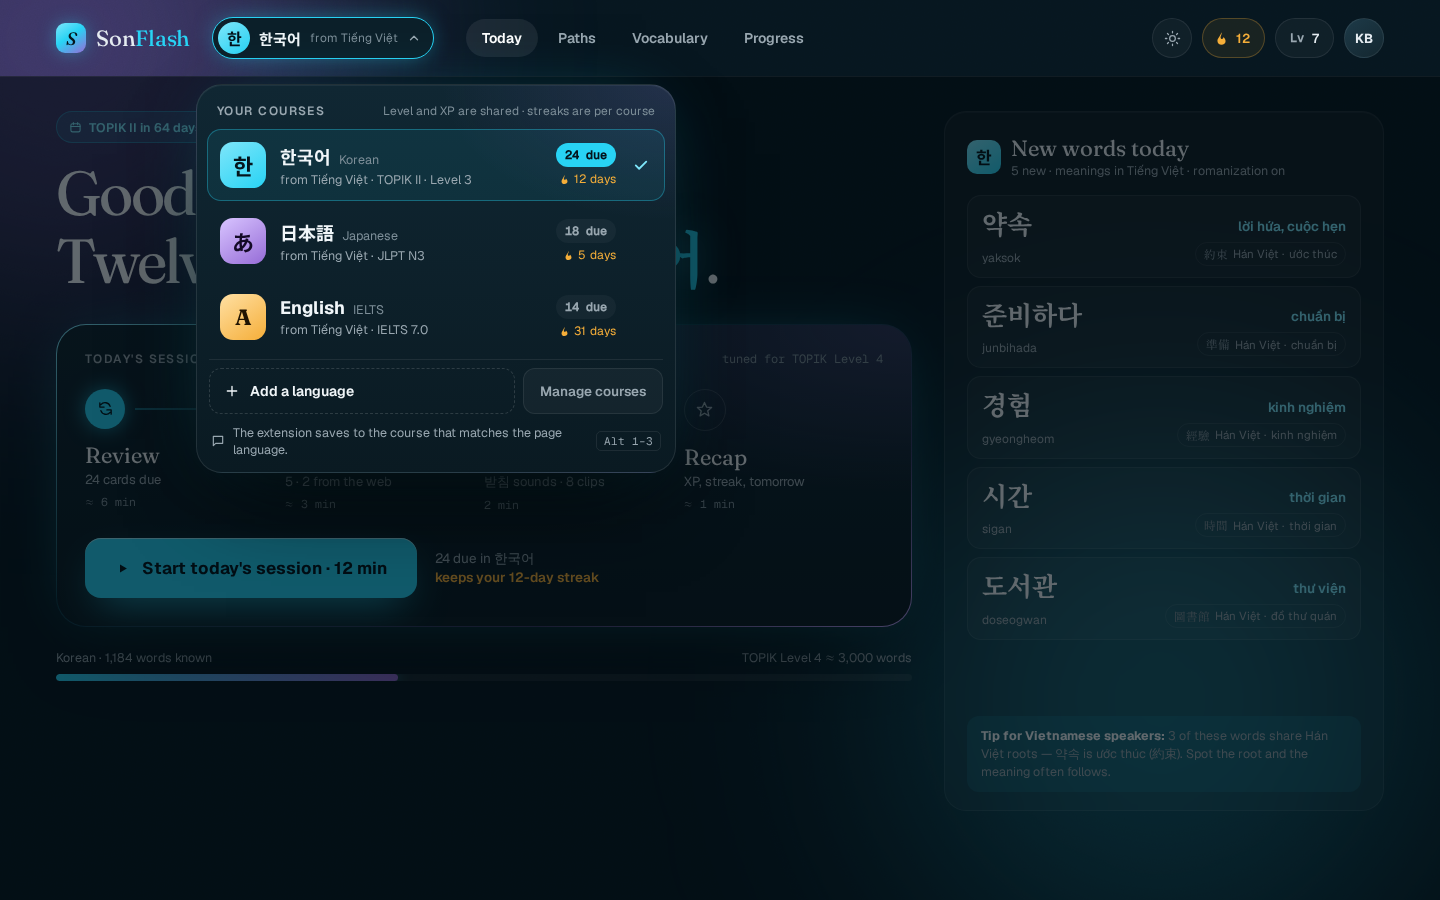 S SonFlash
한 한국어 from Tiếng Việt
Today Paths Vocabulary Progress
12
Lv 7
KB
YOUR COURSES Level and XP are shared · streaks are per course
한 한국어 Korean 24 due
from Tiếng Việt · TOPIK II · Level 3 12 days
あ 日本語 Japanese 18 due
from Tiếng Việt · JLPT N3 5 days
A English IELTS 14 due
from Tiếng Việt · IELTS 7.0 31 days
+ Add a language Manage courses
The extension saves to the course that matches the page
language.
Alt 1–3
TOPIK II in 64 day
Good
Twelv 어.
TODAY'S SESSIO tuned for TOPIK Level 4
Review Recap
24 cards due 5 · 2 from the web 받침 sounds · 8 clips XP, streak, tomorrow
≈ 6 min ≈ 3 min 2 min ≈ 1 min
Start today's session · 12 min
24 due in 한국어
keeps your 12-day streak
Korean · 1,184 words known TOPIK Level 4 ≈ 3,000 words
한 New words today
5 new · meanings in Tiếng Việt · romanization on
약속 lời hứa, cuộc hẹn
yaksok 約束 Hán Việt · ước thúc
준비하다 chuẩn bị
junbihada 準備 Hán Việt · chuẩn bị
경험 kinh nghiệm
gyeongheom 經驗 Hán Việt · kinh nghiệm
시간 thời gian
sigan 時間 Hán Việt · thời gian
도서관 thư viện
doseogwan 圖書館 Hán Việt · đồ thư quán
Tip for Vietnamese speakers: 3 of these words share Hán
Việt roots — 약속 is ước thúc (約束). Spot the root and the
meaning often follows.